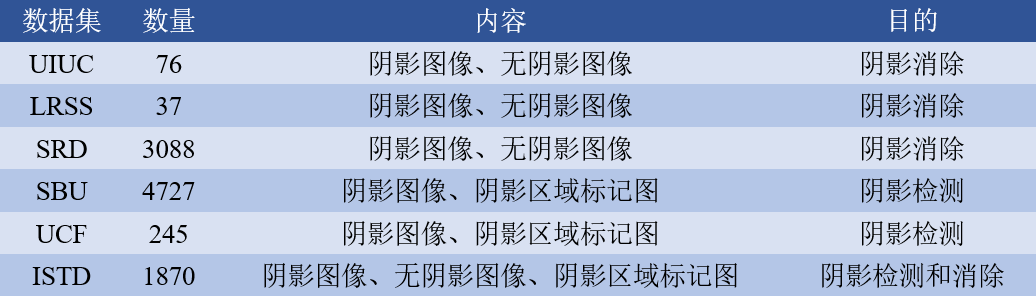 数据集 数量 内容 目的
UIUC 76 阴影图像、无阴影图像 阴影消除
LRSS 37 阴影图像、无阴影图像 阴影消除
SRD 3088 阴影图像、无阴影图像 阴影消除
SBU 4727 阴影图像、阴影区域标记图 阴影检测
UCF 245 阴影图像、阴影区域标记图 阴影检测
ISTD 1870 阴影图像、无阴影图像、阴影区域标记图 阴影检测和消除